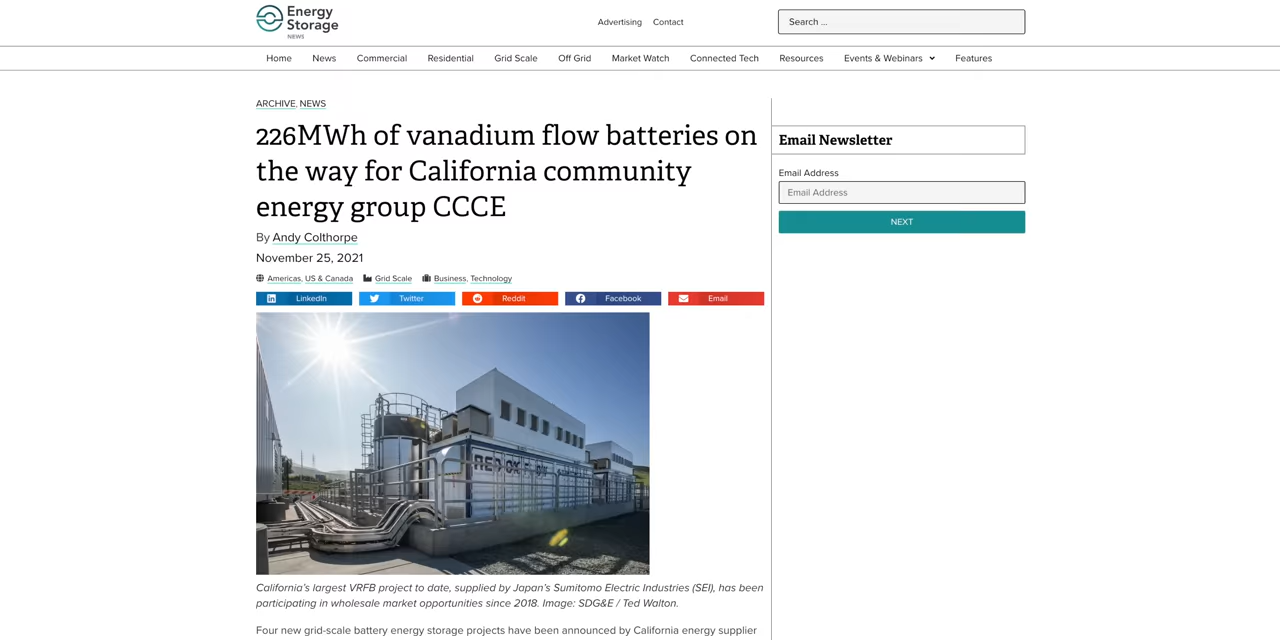 Energy
Storage
NEWS
Advertising Contact
Search ...
Home News Commercial Residential Grid Scale Off Grid Market Watch Connected Tech Resources Events & Webinars Features
ARCHIVE, NEWS
226MWh of vanadium flow batteries on
the way for California community
energy group CCCE
By Andy Colthorpe
November 25, 2021
Americas, US & Canada Grid Scale Business, Technology
LinkedIn Twitter Reddit Facebook Email
REDOX FLOW
California's largest VRFB project to date, supplied by Japan's Sumitomo Electric Industries (SEI), has been
participating in wholesale market opportunities since 2018. Image: SDG&E / Ted Walton.
Four new grid-scale battery energy storage projects have been announced by California energy supplier
Email Newsletter
Email Address
Email Address
NEXT